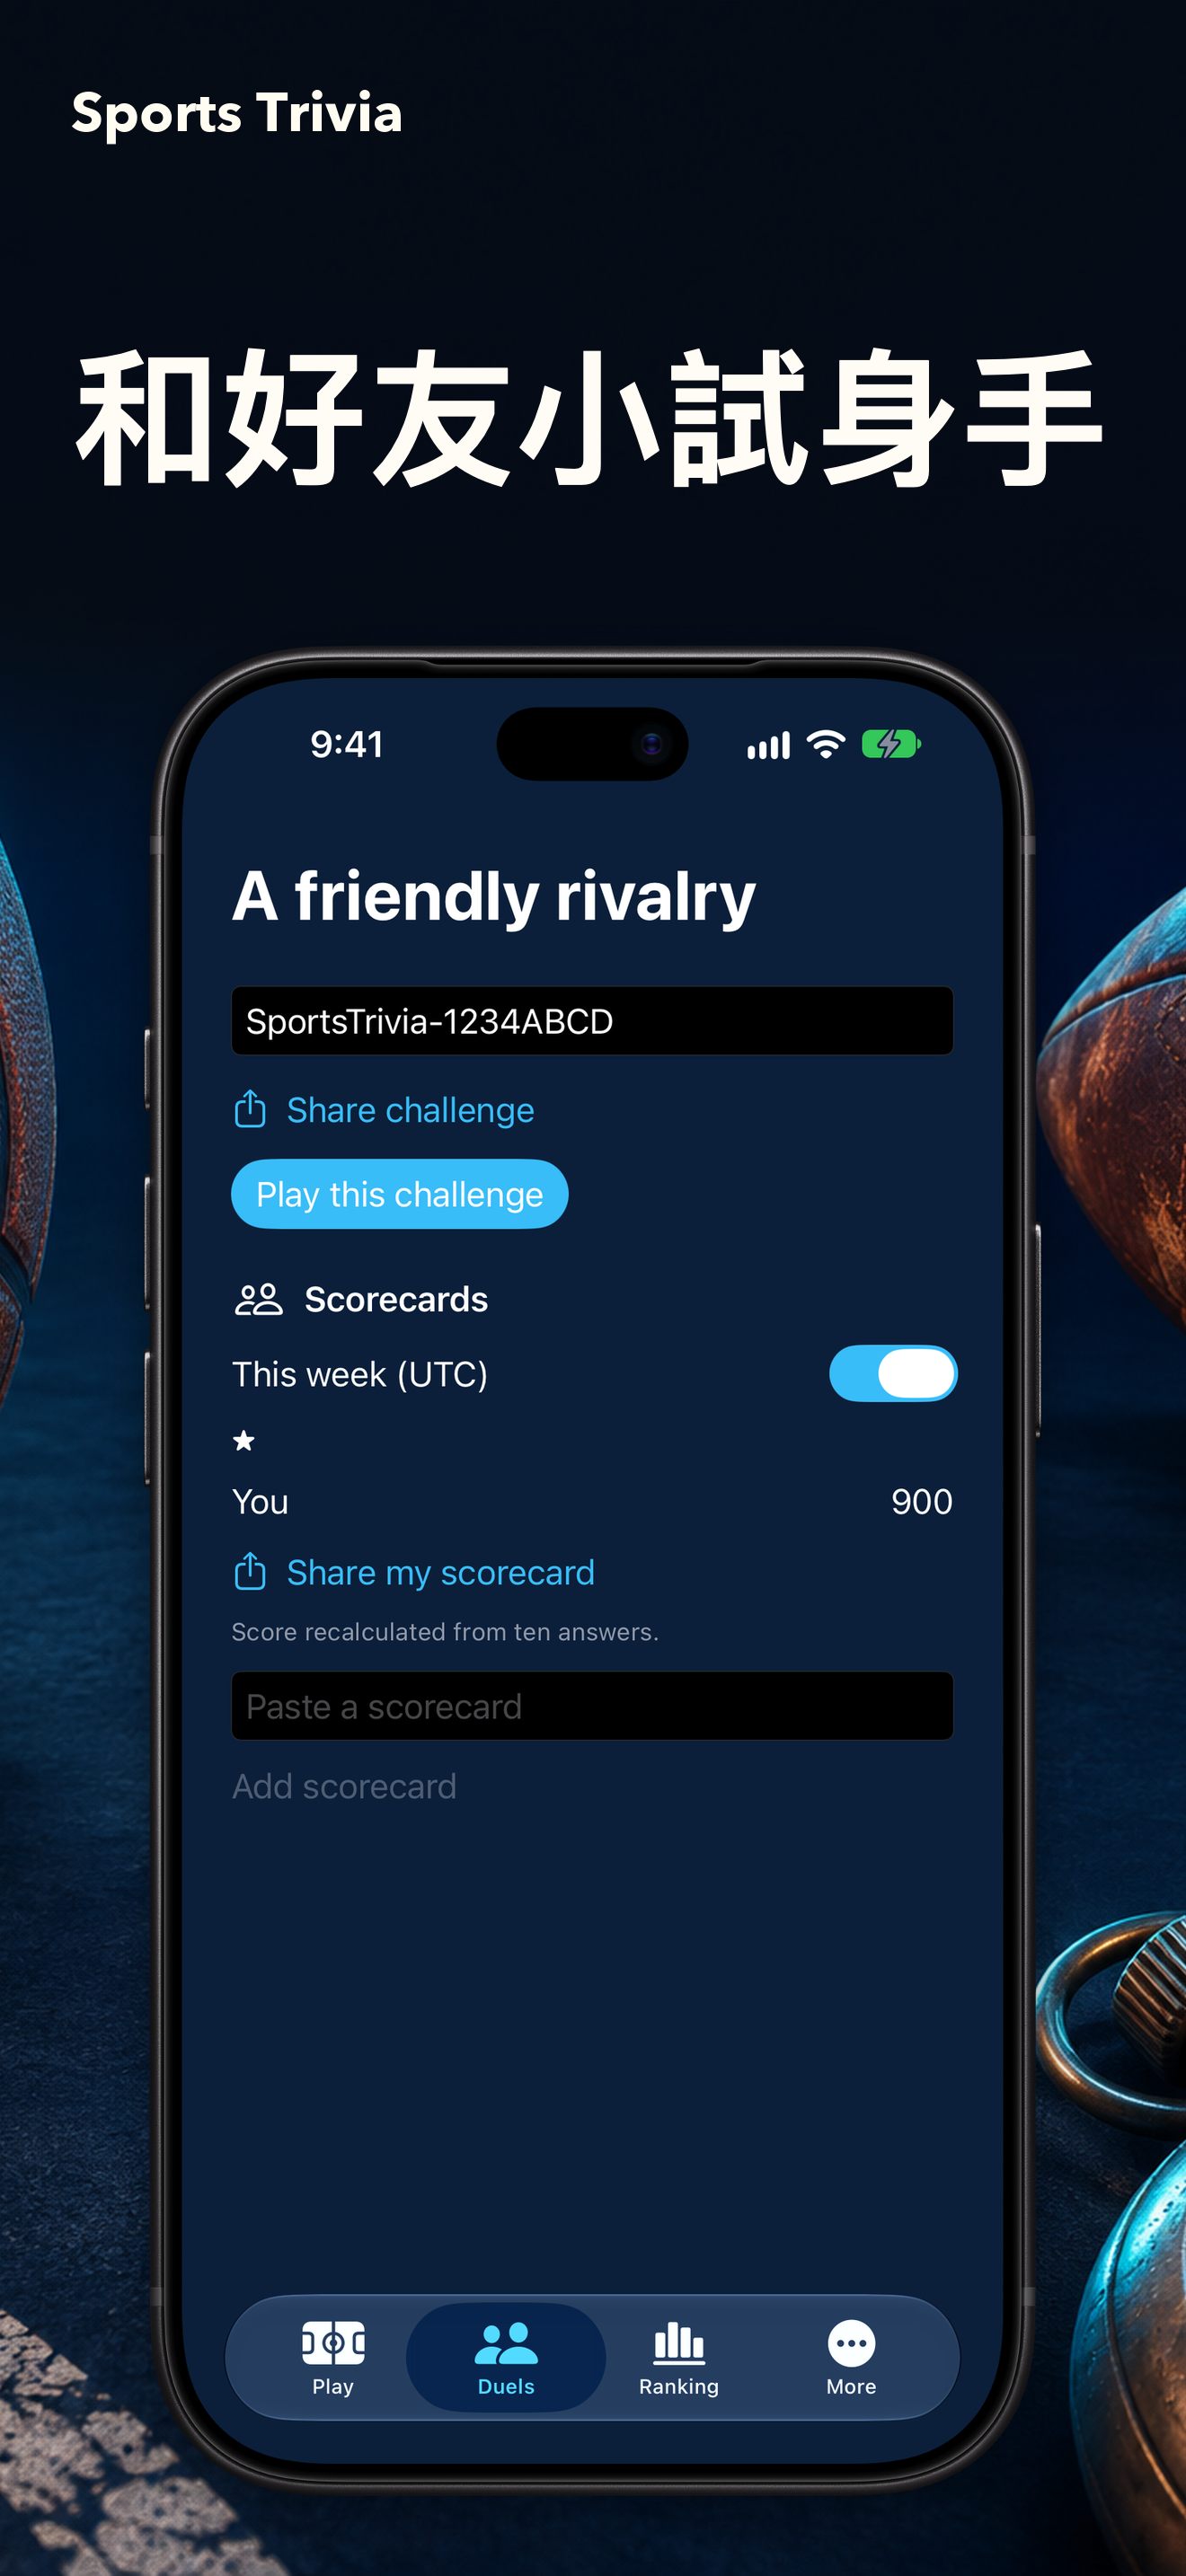 Sports Trivia
和好友小試身手
9:41
A friendly rivalry
SportsTrivia-1234ABCD
Share challenge
Play this challenge
Scorecards
This week (UTC)
You 900
Share my scorecard
Score recalculated from ten answers.
Paste a scorecard
Add scorecard
Play Duels Ranking More